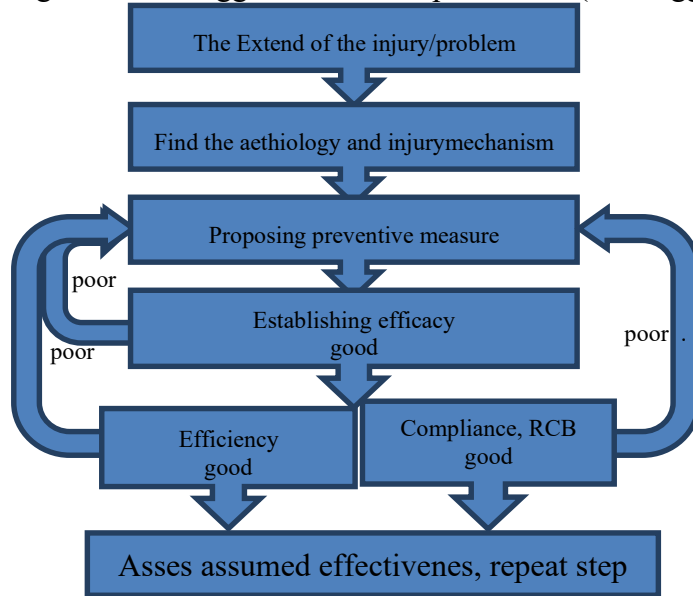 The Extend of the injury/problem
Find the aethiology and injurymechanism
Proposing preventive measure
poor
Establishing efficacy
good
poor
poor .
Efficiency
good
Compliance, RCB
good
Asses assumed effectivenes, repeat step